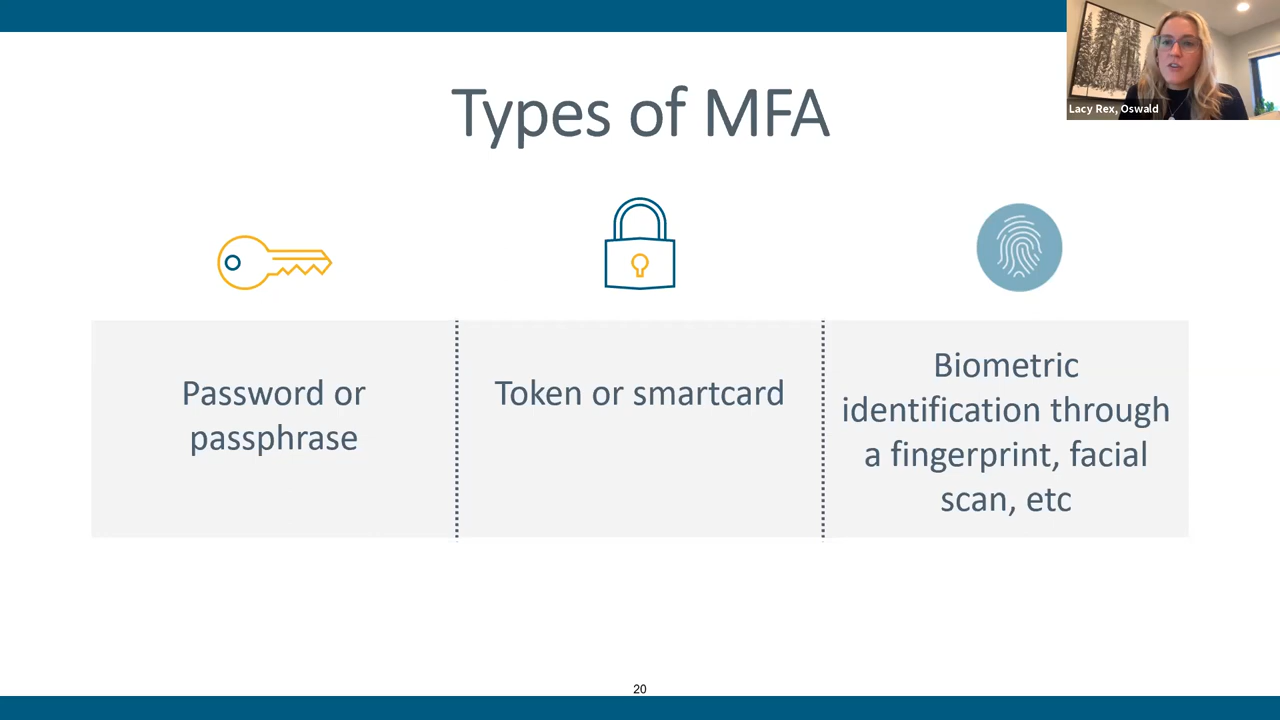 Types of MFA
Lacy Rex, Oswald
Password or
passphrase
Token or smartcard
Biometric
identification through
a fingerprint, facial
scan, etc
20